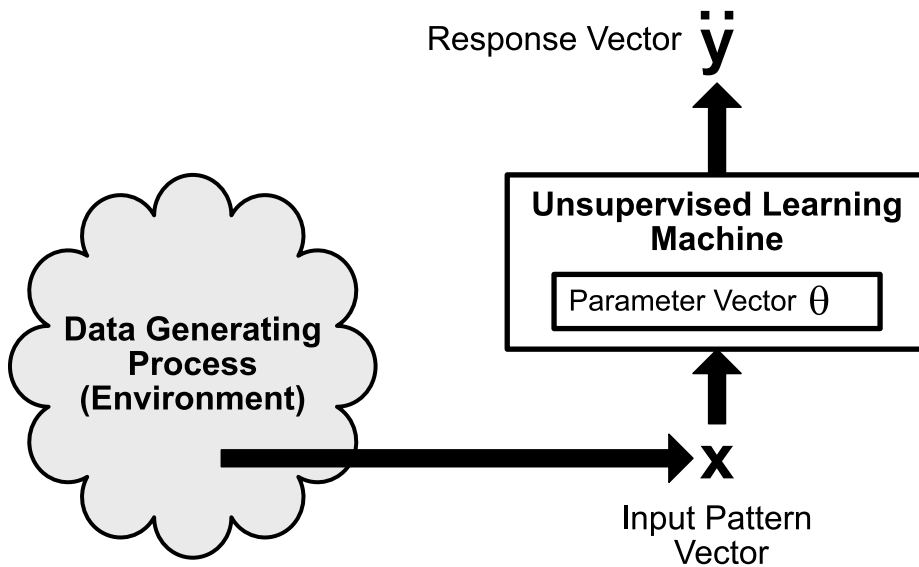 Response Vector ÿ
Unsupervised Learning
Machine
Parameter Vector θ
Data Generating
Process
(Environment)
x
Input Pattern
Vector